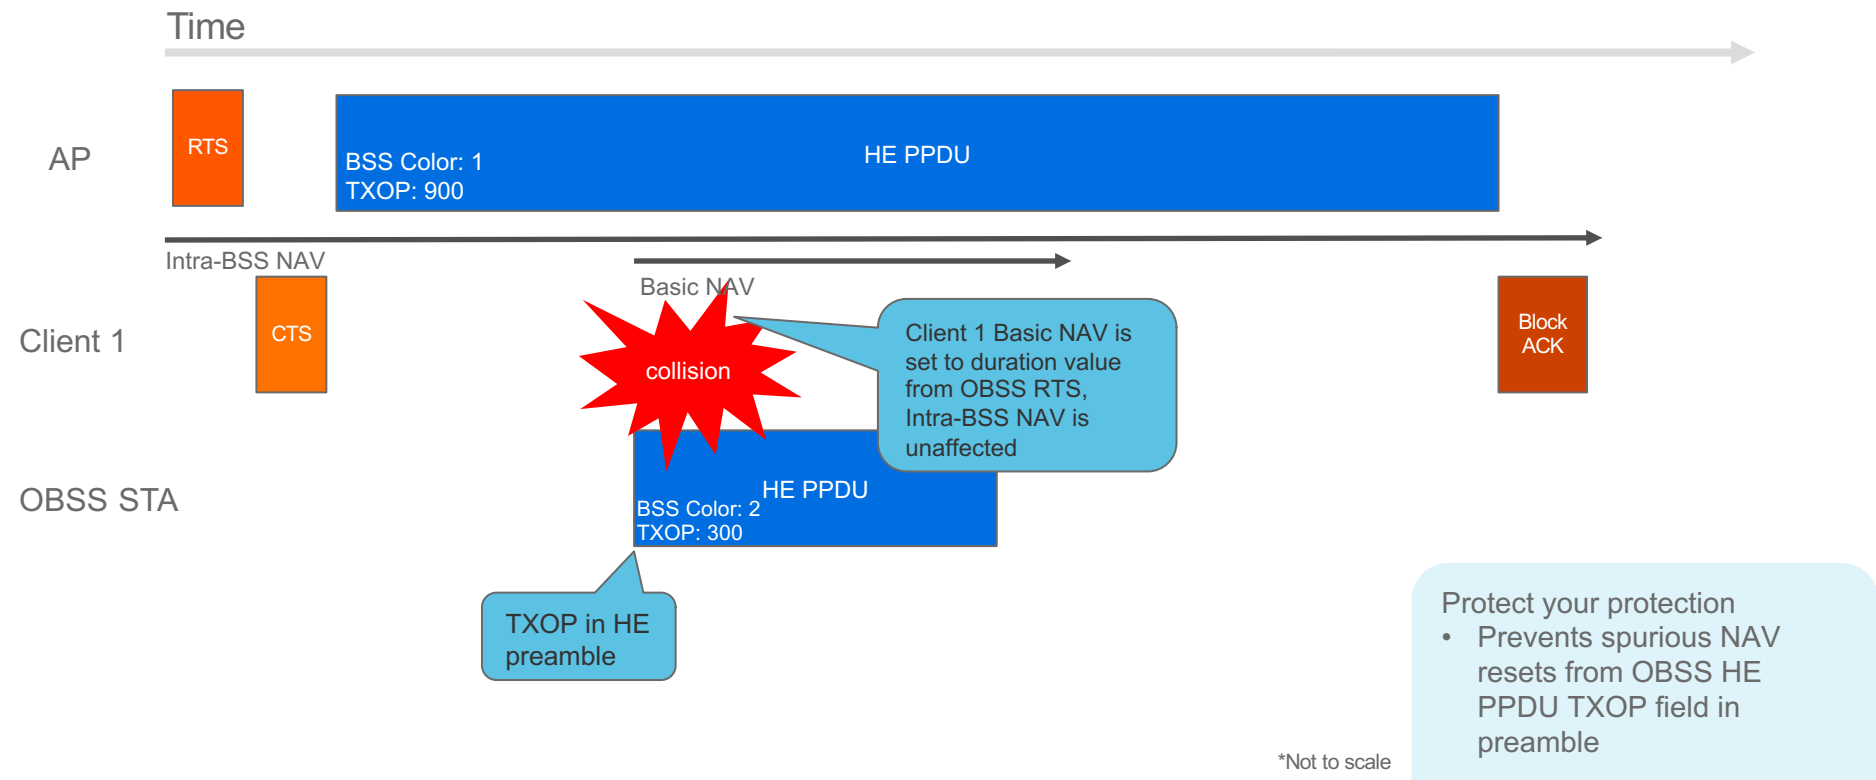 Time
AP
RTS
BSS Color: 1
TXOP: 900
HE PPDU
Intra-BSS NAV
Basic NAV
Client 1
CTS
collision
Client 1 Basic NAV is
set to duration value
from OBSS RTS,
Intra-BSS NAV is
unaffected
Block
ACK
OBSS STA
HE PPDU
BSS Color: 2
TXOP: 300
TXOP in HE
preamble
Protect your protection
• Prevents spurious NAV
resets from OBSS HE
PPDU TXOP field in
preamble
*Not to scale